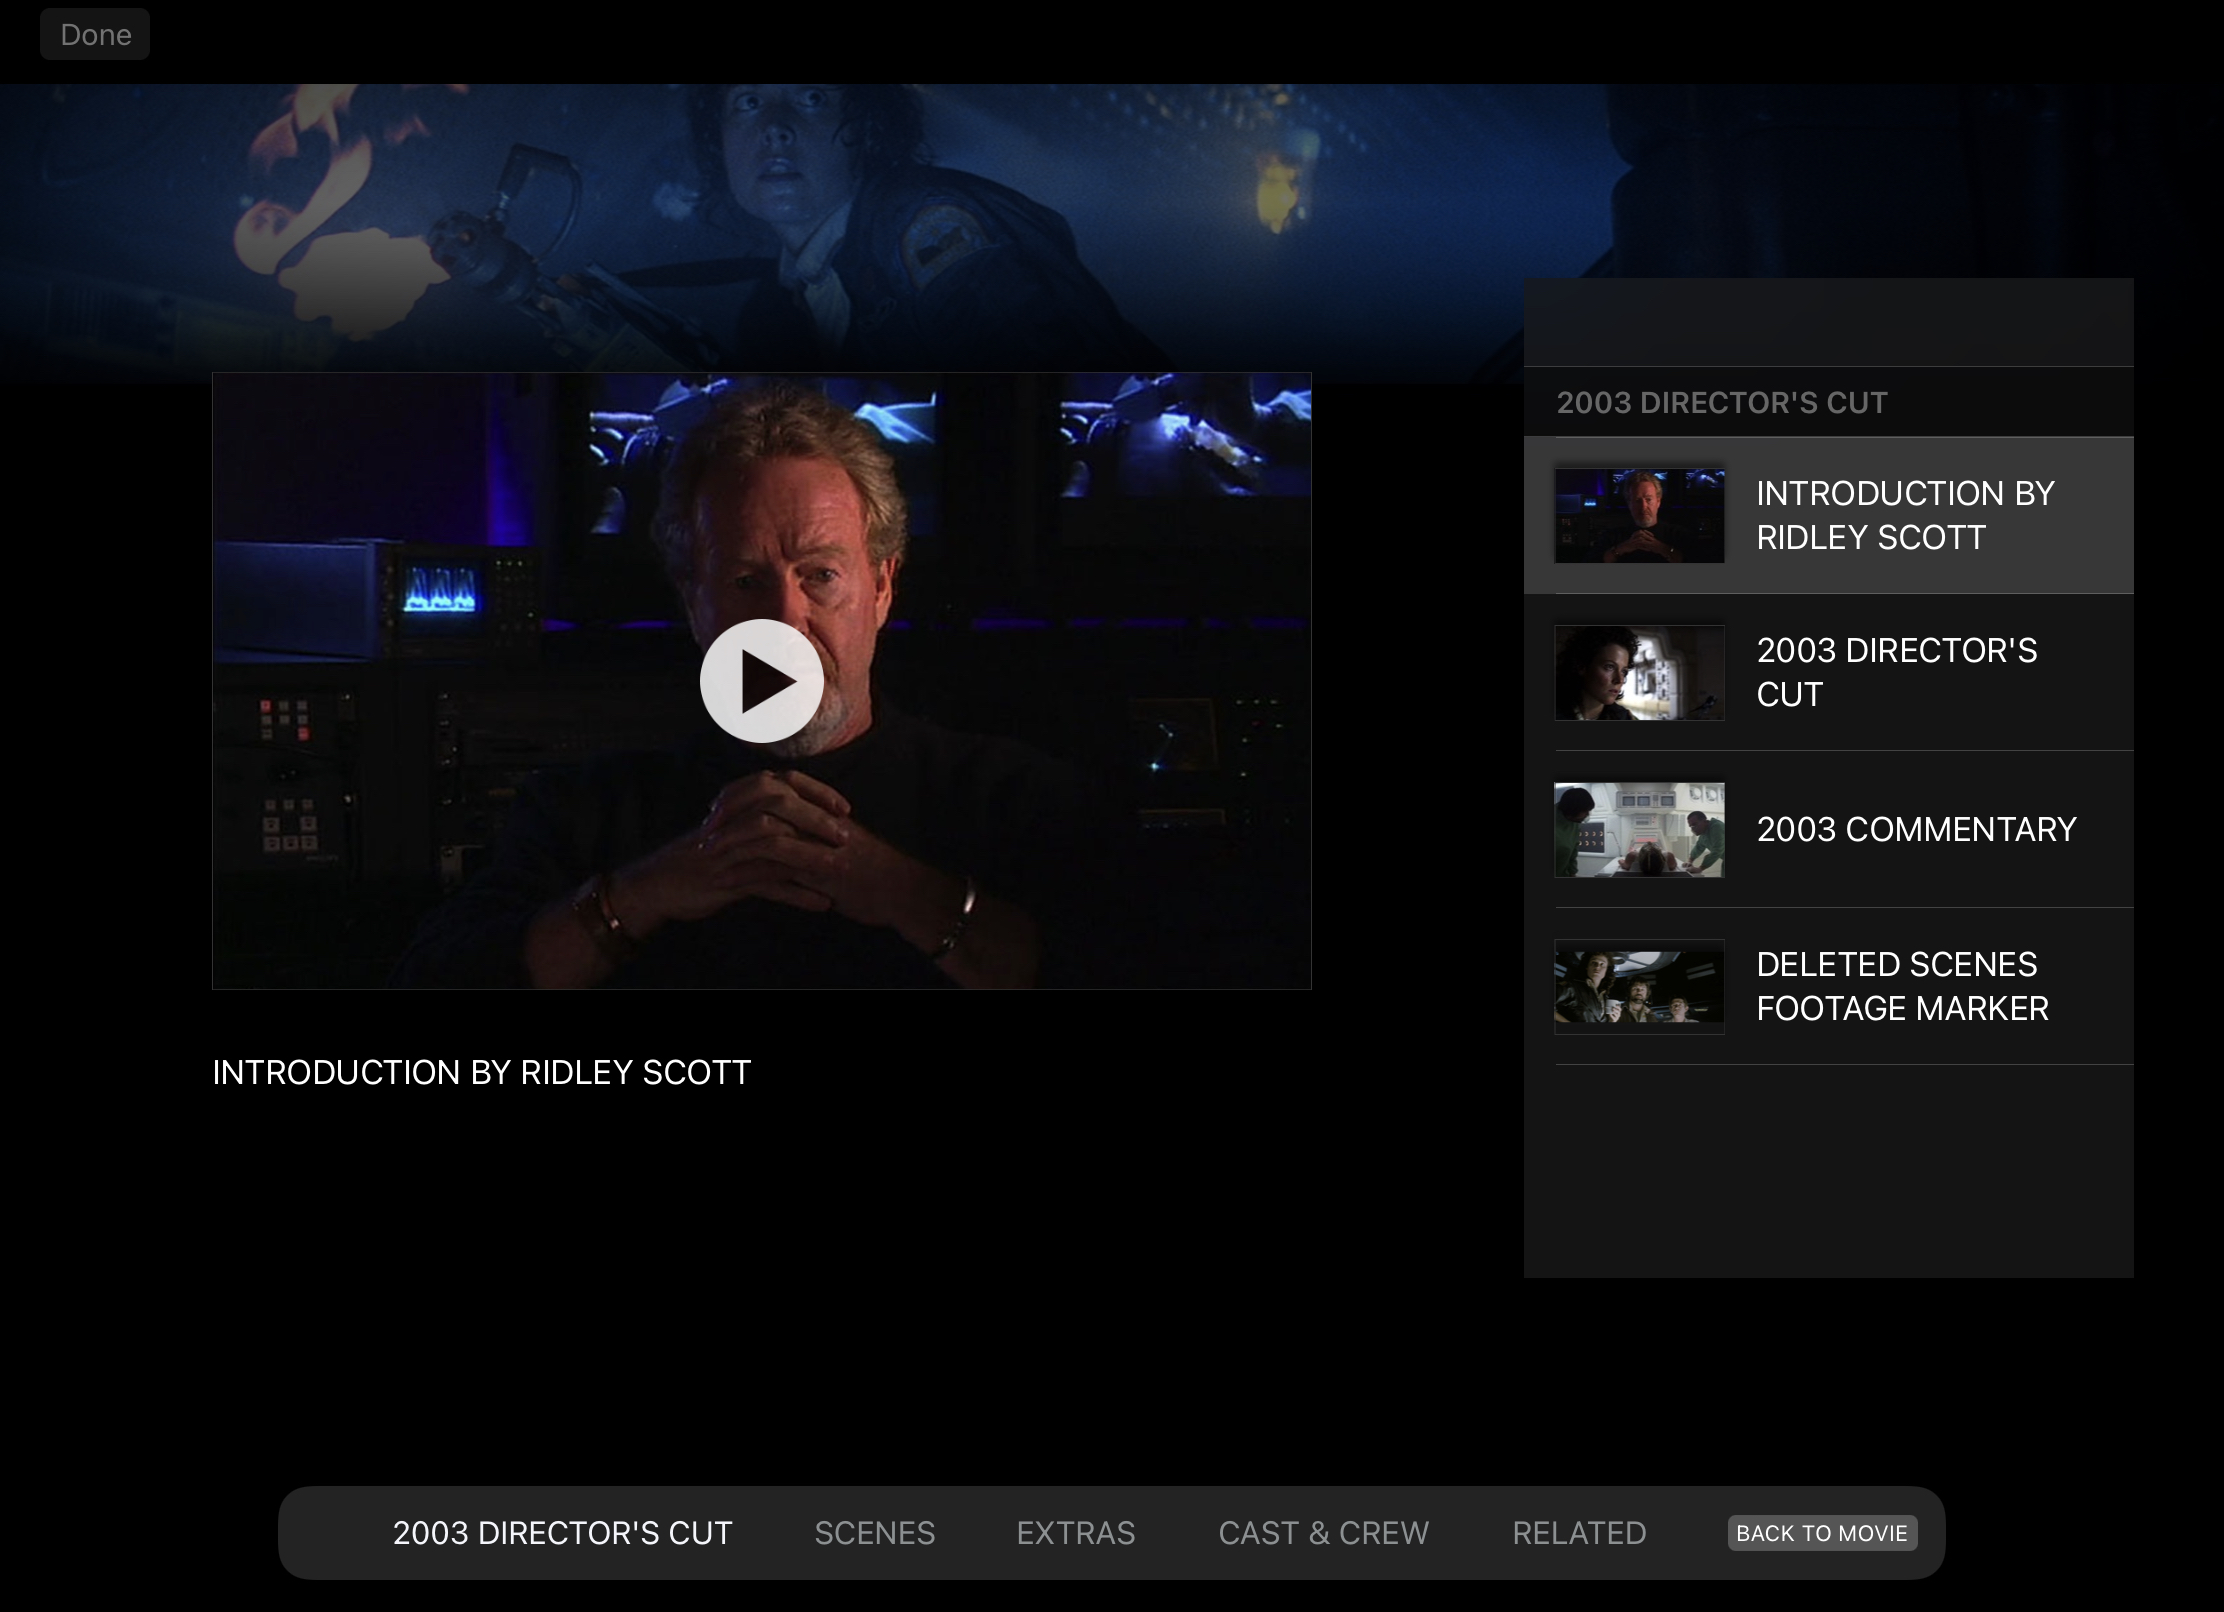 Done
2003 DIRECTOR'S CUT
INTRODUCTION BY
RIDLEY SCOTT
2003 DIRECTOR'S
CUT
2003 COMMENTARY
DELETED SCENES
FOOTAGE MARKER
INTRODUCTION BY RIDLEY SCOTT
2003 DIRECTOR'S CUT
SCENES
EXTRAS
CAST & CREW
RELATED
BACK TO MOVIE